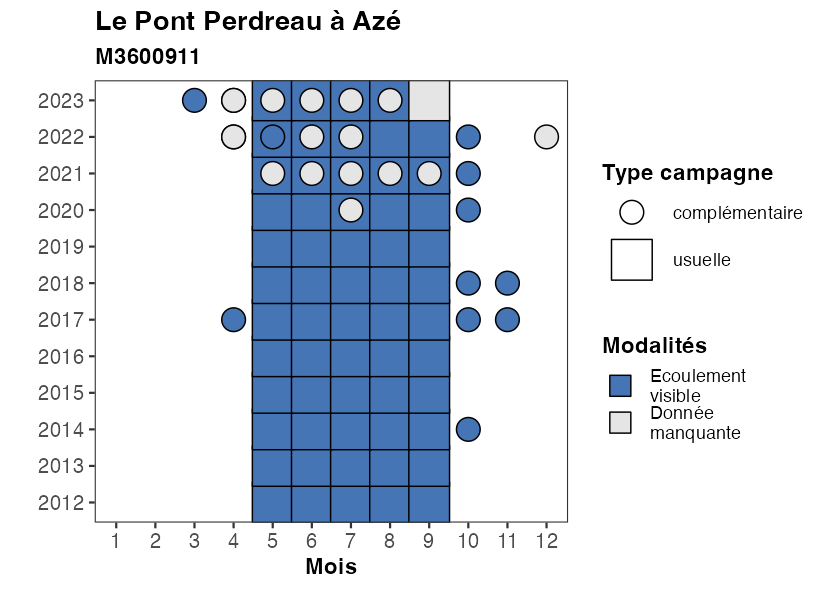 Le Pont Perdreau à Azé
M3600911
2023
2022
2021
2020
2019
2018
2017
2016
2015
2014
2013
2012
1 2 3 4 5 6 7 8 9 10 11 12
Mois
Type campagne
complémentaire
usuelle
Modalités
Ecoulement
visible
Donnée
manquante